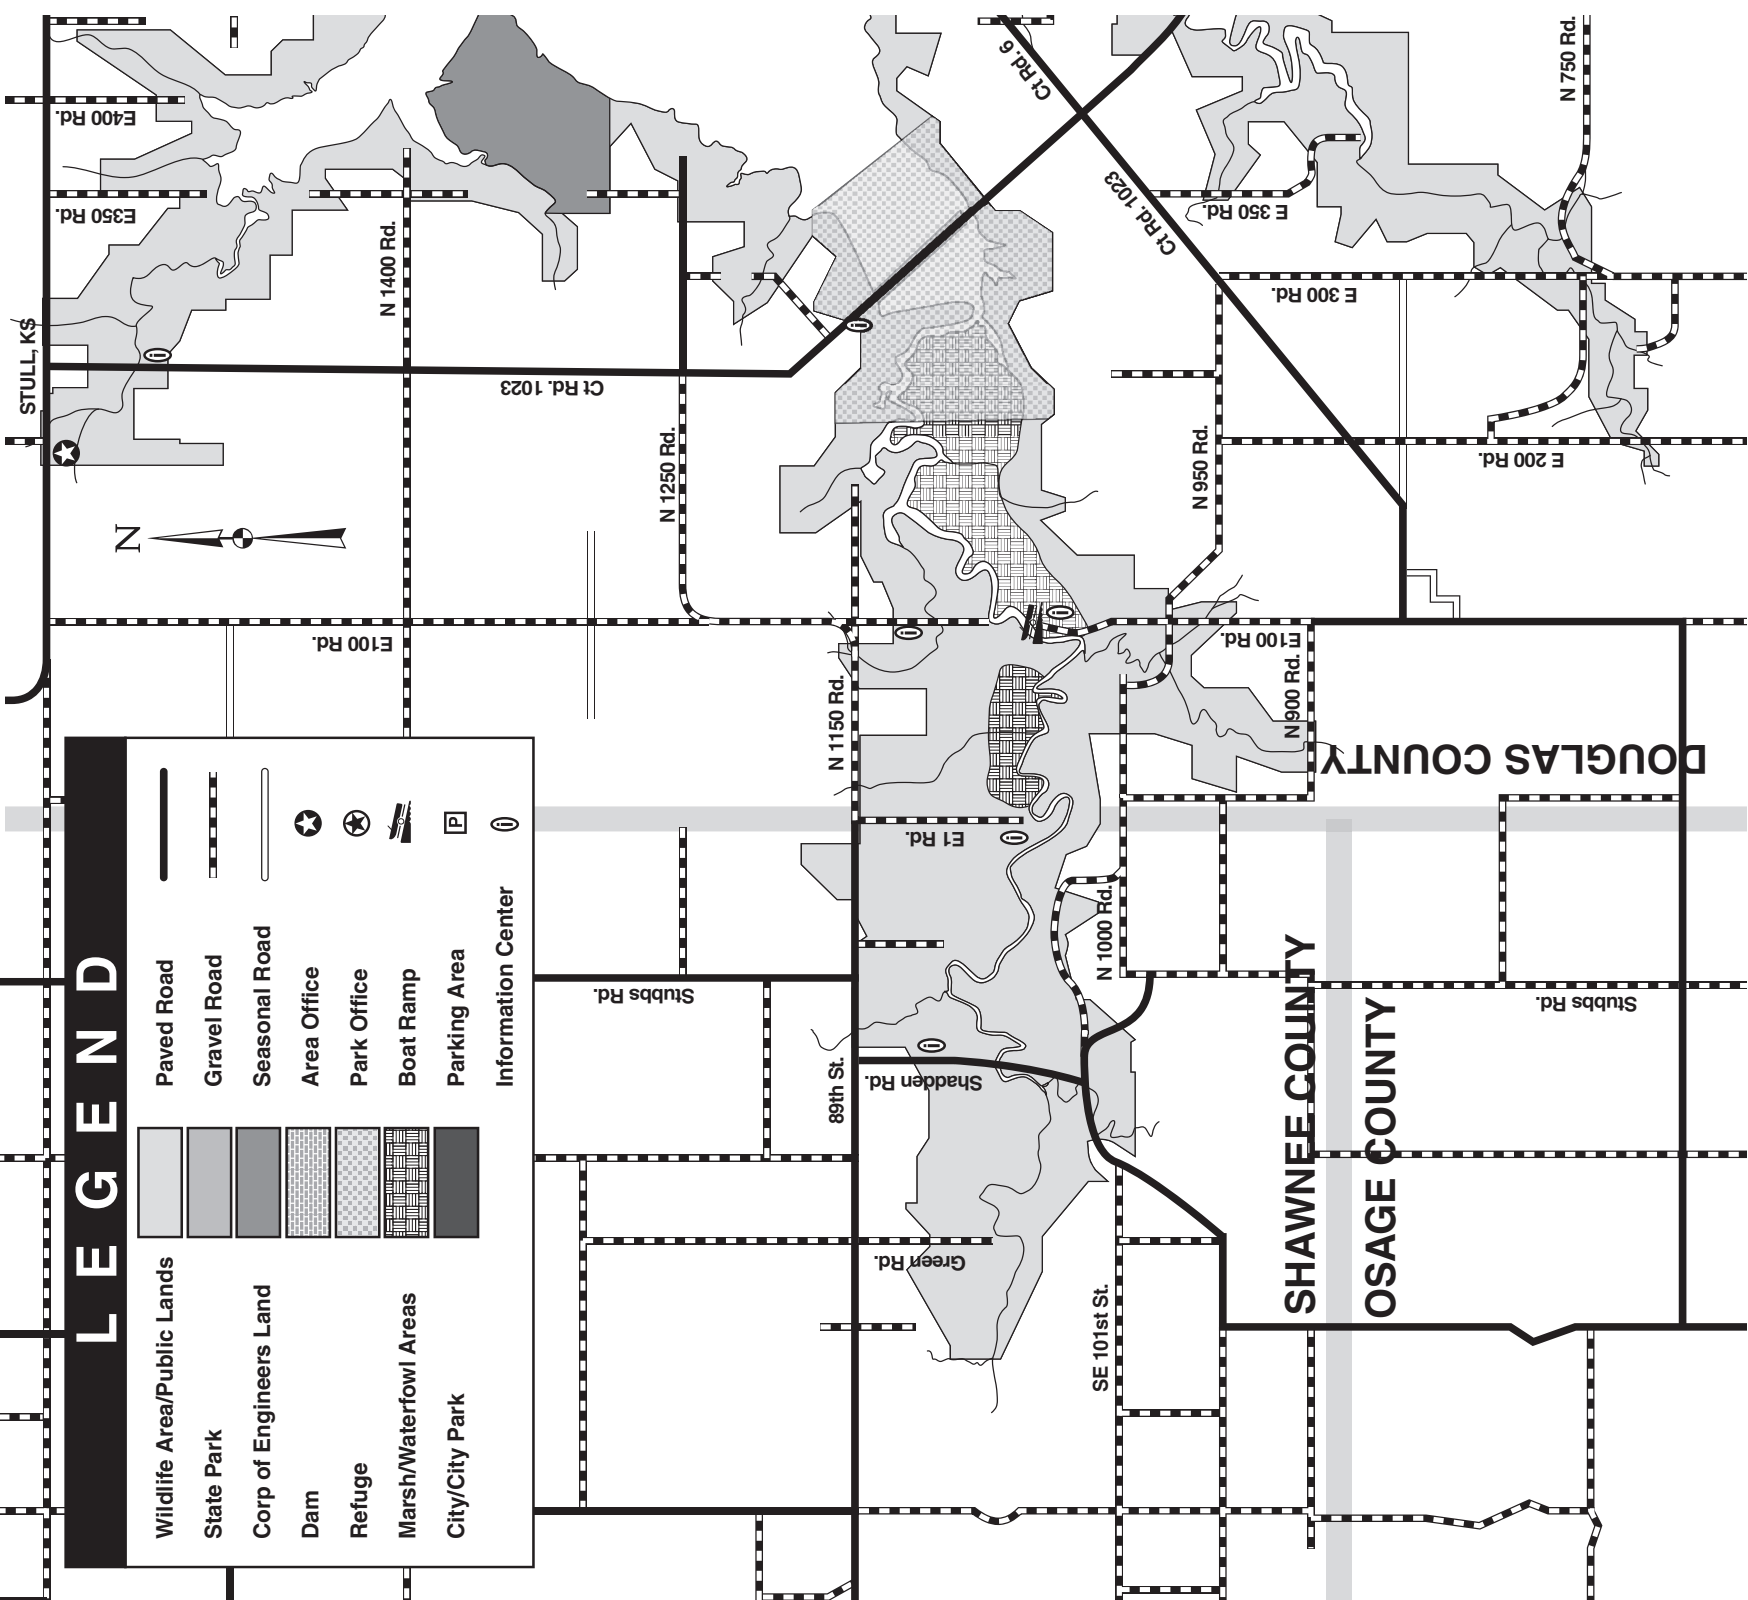 LEGEND
Wildlife Area/Public Lands
State Park
Corp of Engineers Land
Dam
Refuge
Marsh/Waterfowl Areas
City/City Park
Paved Road
Gravel Road
Seasonal Road
Area Office
Park Office
Boat Ramp
P
Parking Area
i
Information Center
N
STULL, KS
E400 Rd.
E350 Rd.
N 1400 Rd.
Ct Rd. 1023
E100 Rd.
N 1250 Rd.
N 1150 Rd.
89th St.
Stubbs Rd.
E1 Rd.
Shadden Rd.
Green Rd.
Ct Rd. 6
Ct Rd. 1023
N 750 Rd.
E 350 Rd.
E 300 Rd.
E 200 Rd.
N 950 Rd.
E100 Rd.
N 900 Rd.
N 1000 Rd.
SE 101st St.
Stubbs Rd.
DOUGLAS COUNTY
SHAWNEE COUNTY
OSAGE COUNTY
i
i
i
i
i
i